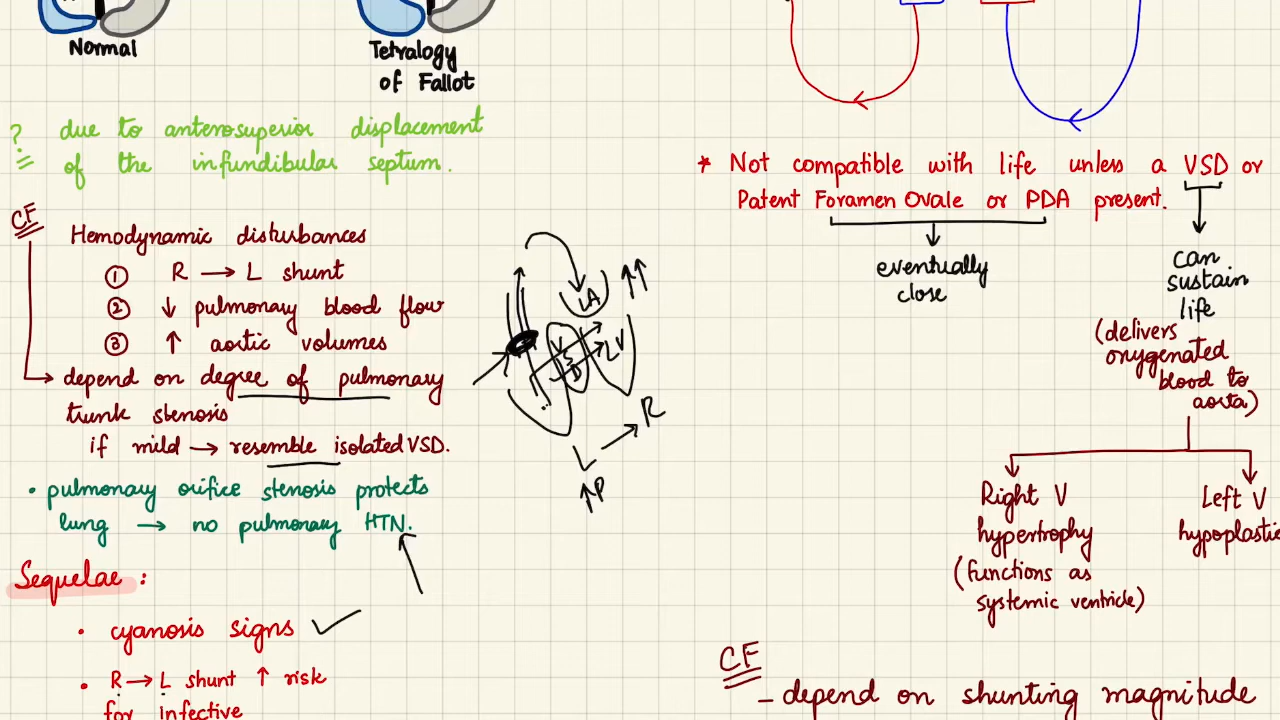 Normal
Tetralogy
of Fallot
? due to anterosuperior displacement
of the infundibular septum.
CF
Hemodynamic disturbances
① R → L shunt
② ↓ pulmonary blood flow
③ ↑ aortic volumes
depend on degree of pulmonary
trunk stenosis
if mild → resemble isolated VSD.
• pulmonary orifice stenosis protects
lung → no pulmonary HTN.
Sequelae :
• cyanosis signs ✓
• R → L shunt ↑ risk
for infective
LA ↑↑
VSD
LV
L → R
↑P
* Not compatible with life unless a VSD or
Patent Foramen Ovale or PDA present.
eventually
close
can
sustain
life
(delivers
oxygenated
blood to
aorta)
Right V
hypertrophy
(functions as
systemic ventricle)
Left V
hypoplastic
CF
- depend on shunting magnitude